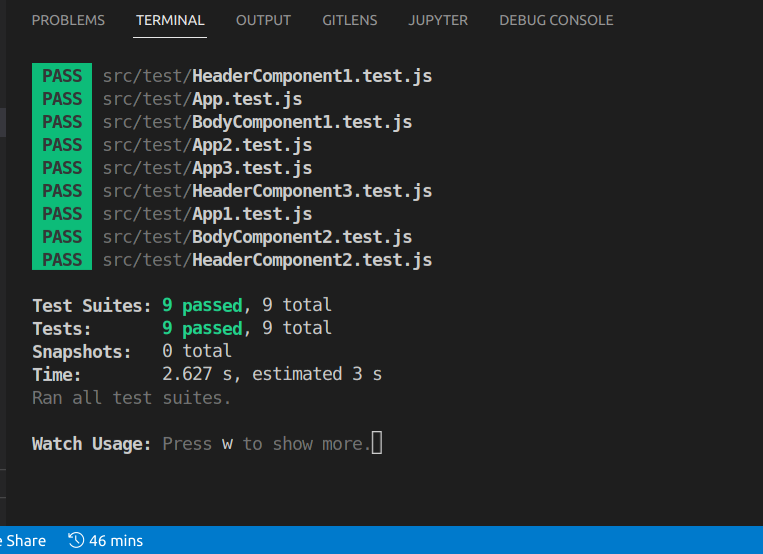 PROBLEMS TERMINAL OUTPUT GITLENS JUPYTER DEBUG CONSOLE
PASS src/test/HeaderComponent1.test.js
PASS src/test/App.test.js
PASS src/test/BodyComponent1.test.js
PASS src/test/App2.test.js
PASS src/test/App3.test.js
PASS src/test/HeaderComponent3.test.js
PASS src/test/App1.test.js
PASS src/test/BodyComponent2.test.js
PASS src/test/HeaderComponent2.test.js
Test Suites: 9 passed, 9 total
Tests: 9 passed, 9 total
Snapshots: 0 total
Time: 2.627 s, estimated 3 s
Ran all test suites.
Watch Usage: Press w to show more.
Share 46 mins